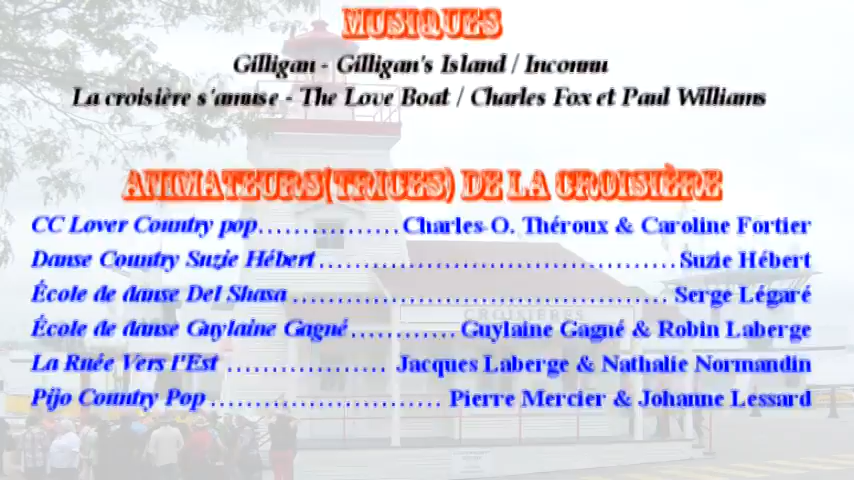 MUSIQUES
Gilligan - Gilligan's Island / Inconnu
La croisière s'amuse - The Love Boat / Charles Fox et Paul Williams
ANIMATEURS(TRICES) DE LA CROISIÈRE
CC Lover Country pop................Charles-O. Théroux & Caroline Fortier
Danse Country Suzie Hébert.........................................Suzie Hébert
École de danse Del Shasa........................................... Serge Légaré
École de danse Guylaine Gagné............ Guylaine Gagné & Robin Laberge
La Ruée Vers l'Est .................. Jacques Laberge & Nathalie Normandin
Pijo Country Pop.......................... Pierre Mercier & Johanne Lessard
CROISIÈRES